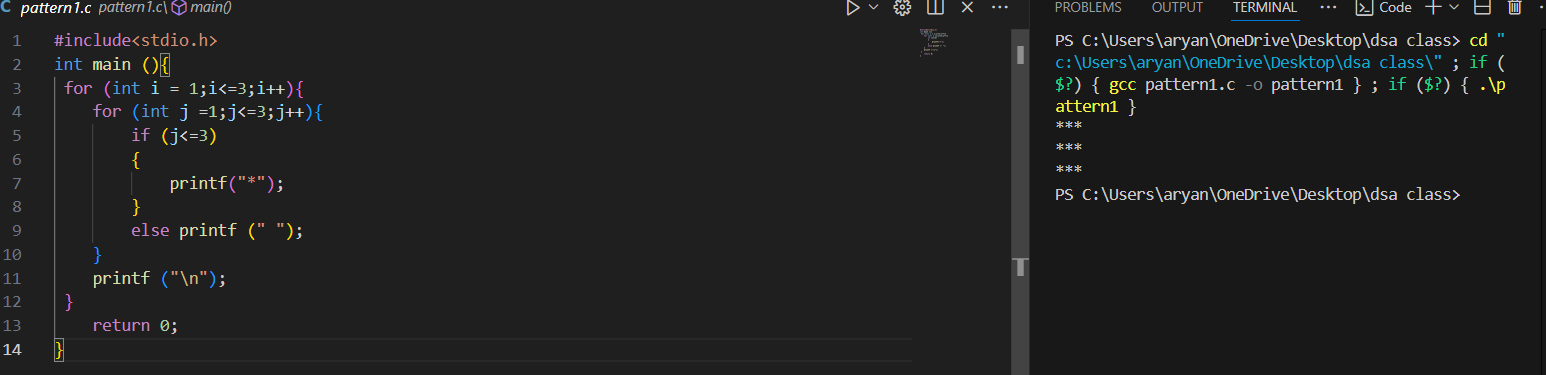 C pattern1.c pattern1.c\ main()
1 #include<stdio.h>
2 int main (){
3 for (int i = 1;i<=3;i++){
4 for (int j =1;j<=3;j++){
5 if (j<=3)
6 {
7 printf("*");
8 }
9 else printf (" ");
10 }
11 printf ("\n");
12 }
13 return 0;
14 }
PROBLEMS OUTPUT TERMINAL ··· Code
PS C:\Users\aryan\OneDrive\Desktop\dsa class> cd "
c:\Users\aryan\OneDrive\Desktop\dsa class\" ; if (
$?) { gcc pattern1.c -o pattern1 } ; if ($?) { .\p
attern1 }
***
***
***
PS C:\Users\aryan\OneDrive\Desktop\dsa class>